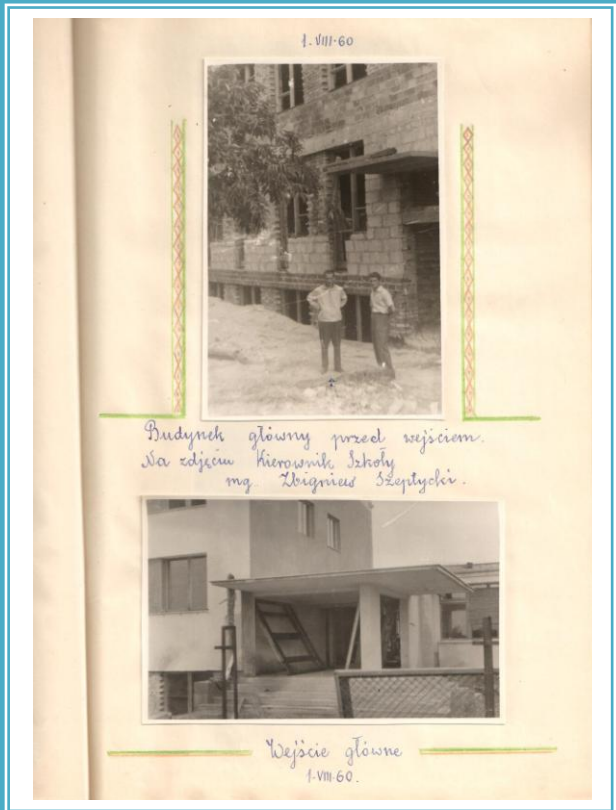 1.VIII-60
Budynek główny przed wejściem.
Na zdjęciu Kierownik Szkoły
mg. Zbigniew Szeptycki.
Wejście główne
1-VIII-60.